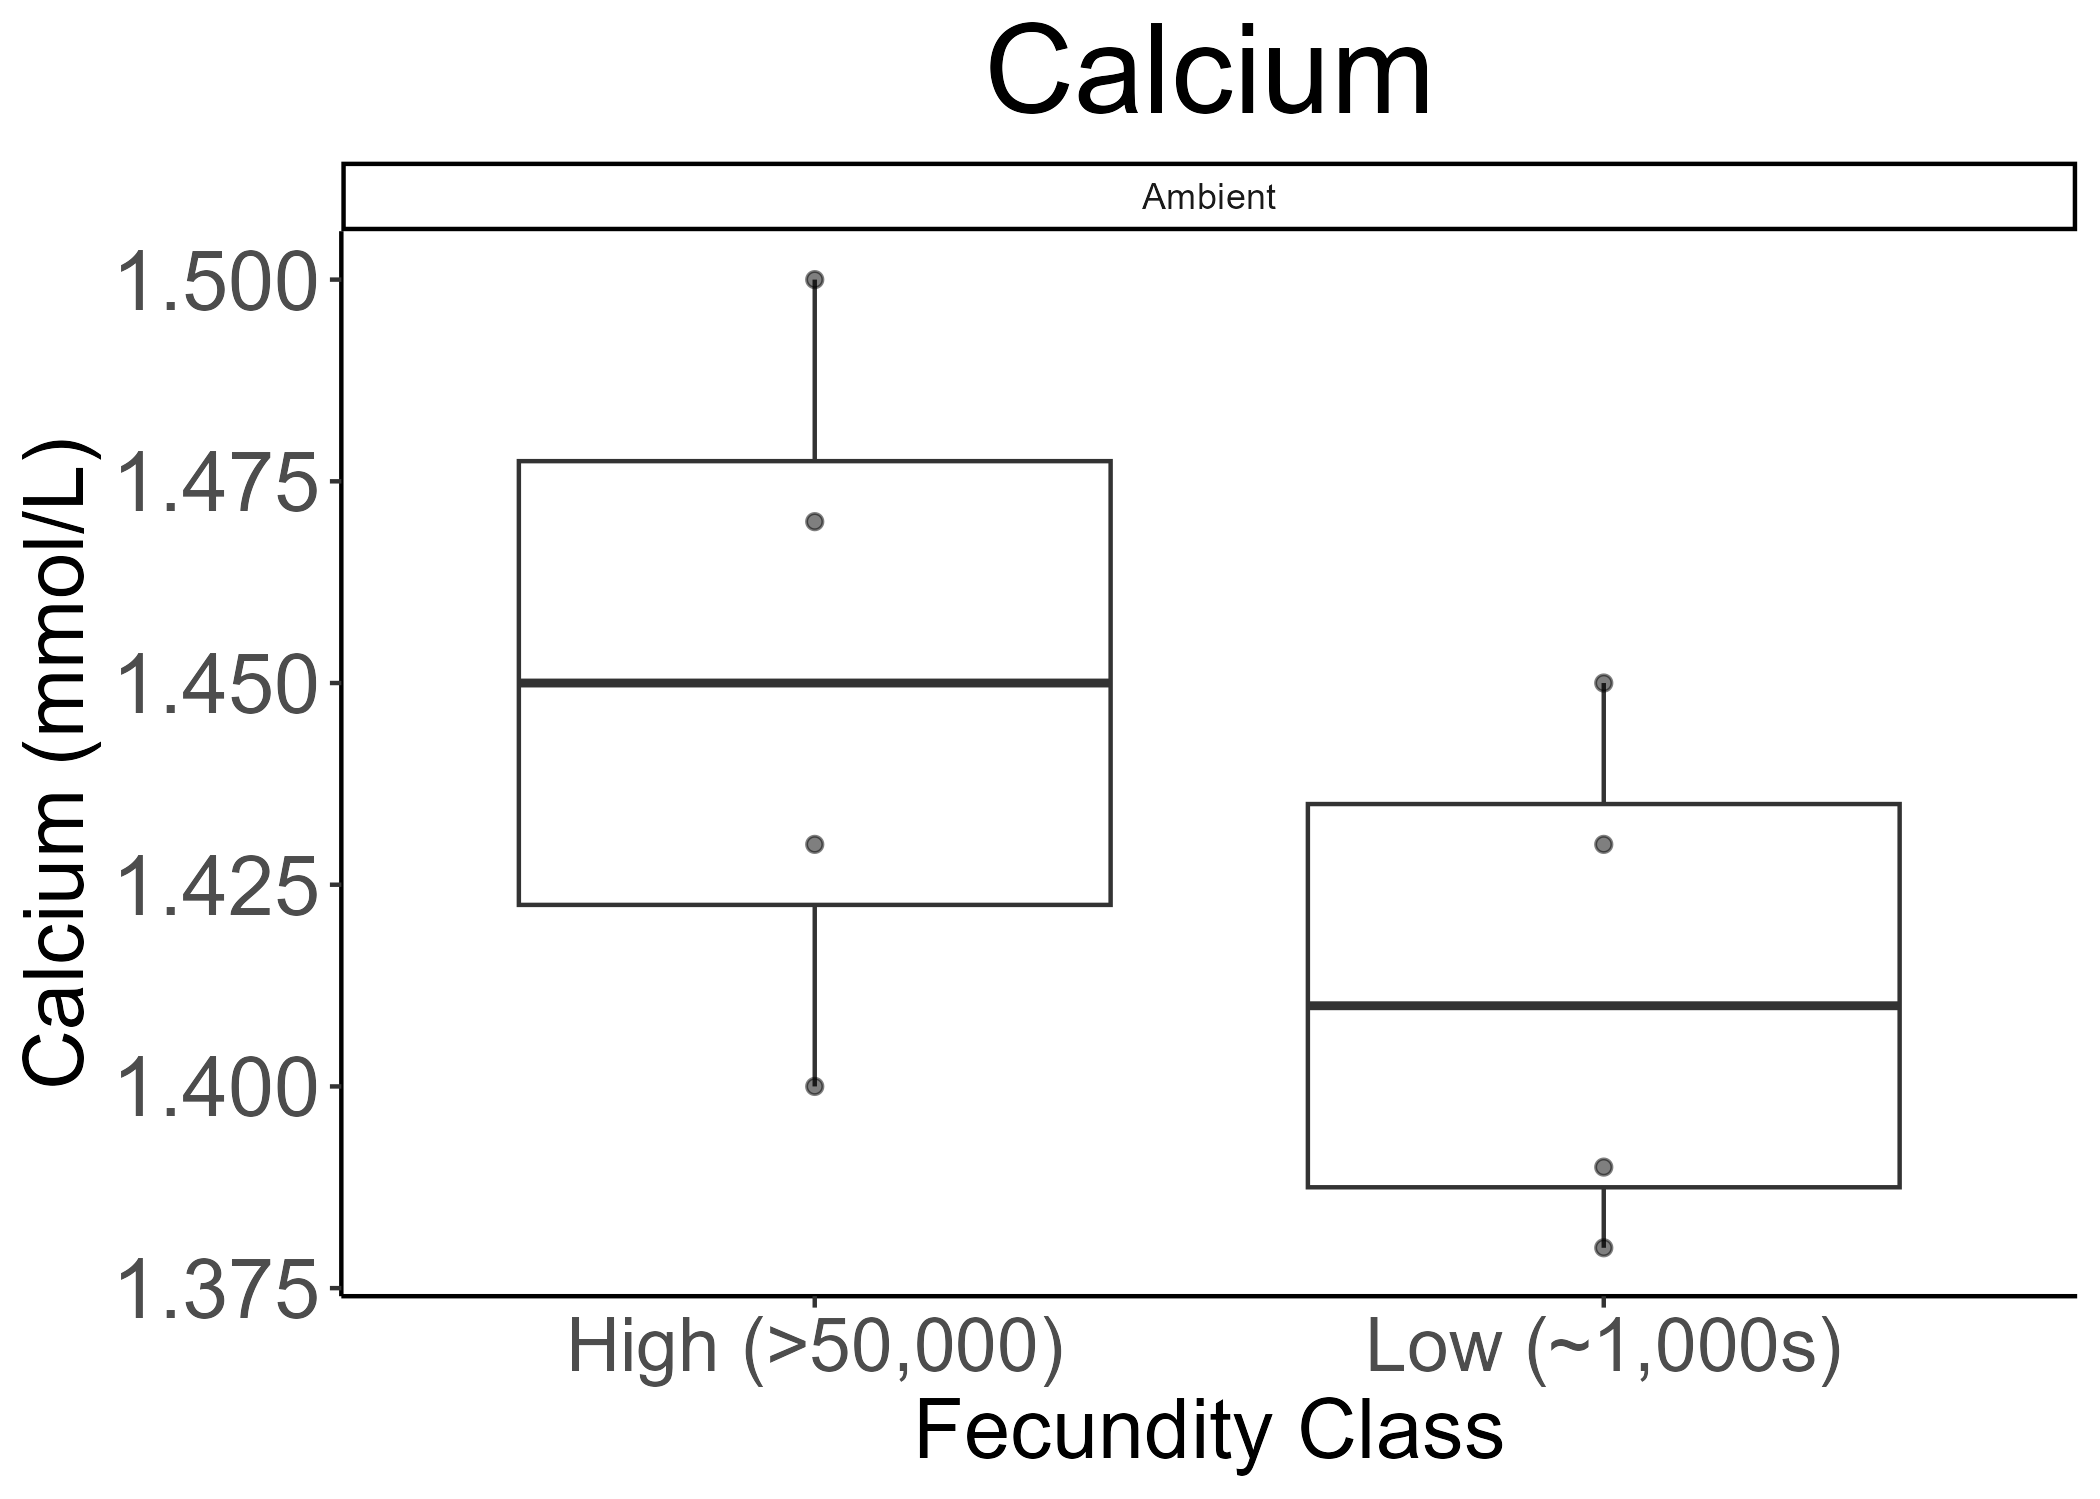 Calcium
Ambient
Calcium (mmol/L)
1.500
1.475
1.450
1.425
1.400
1.375
High (>50,000)
Low (~1,000s)
Fecundity Class